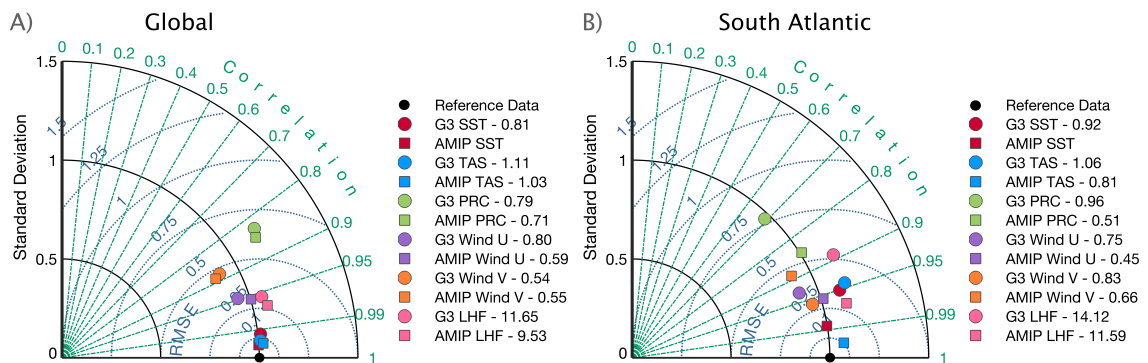 A) Global
Standard Deviation
1.5
1
0.5
0
0 0.1 0.2 0.3 0.4 0.5 0.6 0.7 0.8 0.9 0.95 0.99 1
Correlation
1.5 1.25 1 0.75 0.5 0.25 0.1
RMSE
Reference Data
G3 SST - 0.81
AMIP SST
G3 TAS - 1.11
AMIP TAS - 1.03
G3 PRC - 0.79
AMIP PRC - 0.71
G3 Wind U - 0.80
AMIP Wind U - 0.59
G3 Wind V - 0.54
AMIP Wind V - 0.55
G3 LHF - 11.65
AMIP LHF - 9.53
B) South Atlantic
Standard Deviation
1.5
1
0.5
0
0 0.1 0.2 0.3 0.4 0.5 0.6 0.7 0.8 0.9 0.95 0.99 1
Correlation
1.5 1.25 1 0.75 0.5 0.25
RMSE
Reference Data
G3 SST - 0.92
AMIP SST
G3 TAS - 1.06
AMIP TAS - 0.81
G3 PRC - 0.96
AMIP PRC - 0.51
G3 Wind U - 0.75
AMIP Wind U - 0.45
G3 Wind V - 0.83
AMIP Wind V - 0.66
G3 LHF - 14.12
AMIP LHF - 11.59